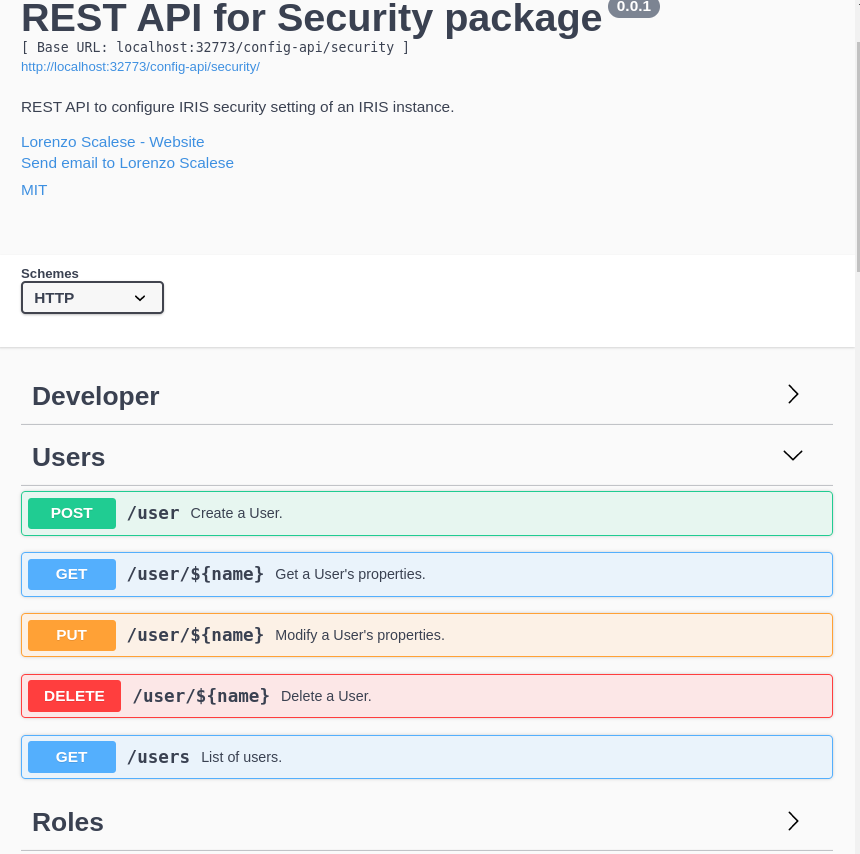 REST API for Security package 0.0.1
[ Base URL: localhost:32773/config-api/security ]
http://localhost:32773/config-api/security/
REST API to configure IRIS security setting of an IRIS instance.
Lorenzo Scalese - Website
Send email to Lorenzo Scalese
MIT
Schemes
HTTP
Developer
Users
POST /user Create a User.
GET /user/${name} Get a User's properties.
PUT /user/${name} Modify a User's properties.
DELETE /user/${name} Delete a User.
GET /users List of users.
Roles